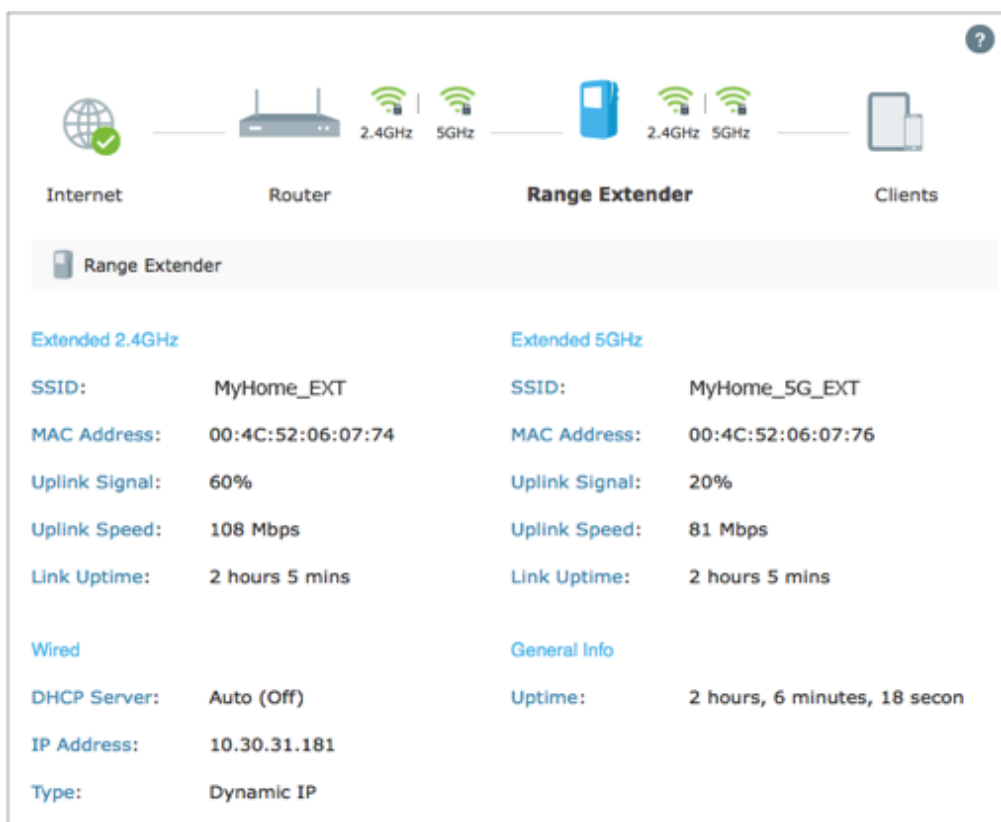 ?
2.4GHz 5GHz 2.4GHz 5GHz
Internet Router Range Extender Clients
Range Extender
Extended 2.4GHz Extended 5GHz
SSID: MyHome_EXT SSID: MyHome_5G_EXT
MAC Address: 00:4C:52:06:07:74 MAC Address: 00:4C:52:06:07:76
Uplink Signal: 60% Uplink Signal: 20%
Uplink Speed: 108 Mbps Uplink Speed: 81 Mbps
Link Uptime: 2 hours 5 mins Link Uptime: 2 hours 5 mins
Wired General Info
DHCP Server: Auto (Off) Uptime: 2 hours, 6 minutes, 18 secon
IP Address: 10.30.31.181
Type: Dynamic IP